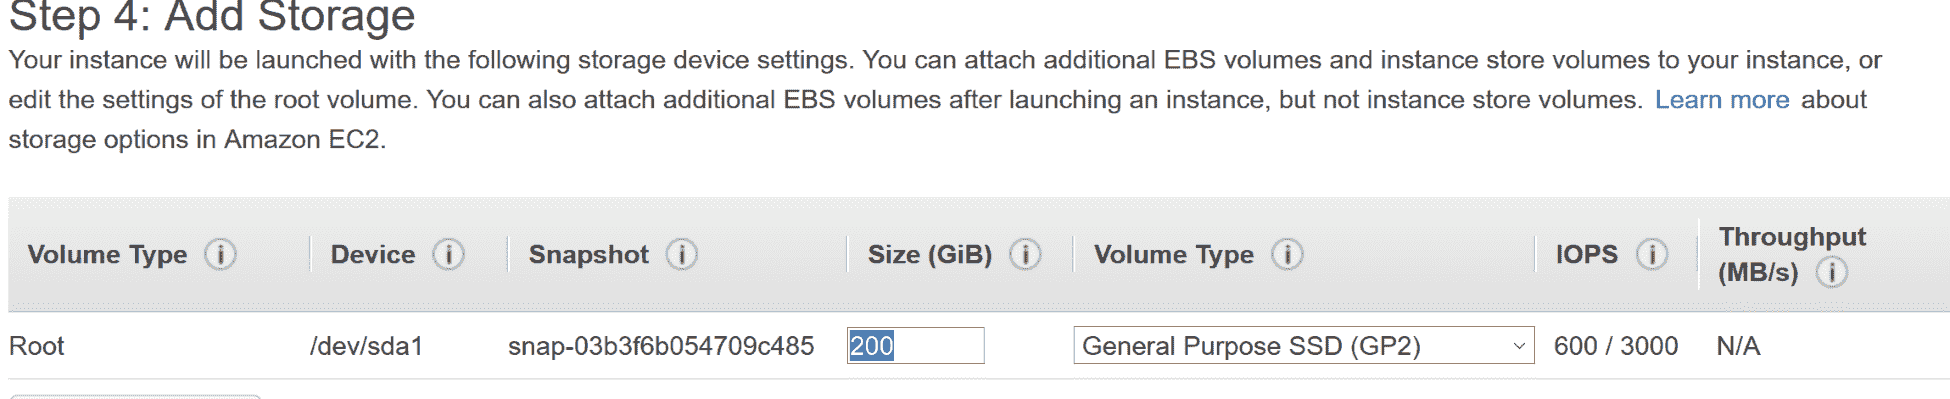 Step 4: Add Storage
Your instance will be launched with the following storage device settings. You can attach additional EBS volumes and instance store volumes to your instance, or
edit the settings of the root volume. You can also attach additional EBS volumes after launching an instance, but not instance store volumes. Learn more about
storage options in Amazon EC2.
Volume Type Device Snapshot Size (GiB) Volume Type IOPS Throughput (MB/s)
Root /dev/sda1 snap-03b3f6b054709c485 200 General Purpose SSD (GP2) 600 / 3000 N/A